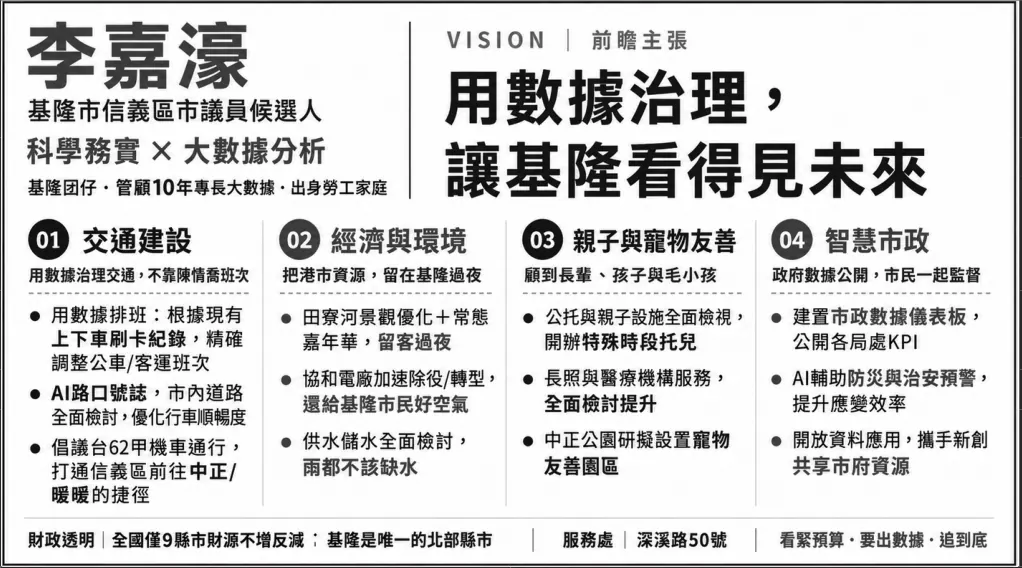 李嘉濠
基隆市信義區市議員候選人
科學務實 × 大數據分析
基隆囝仔・管顧10年專長大數據・出身勞工家庭
VISION｜前瞻主張
用數據治理，
讓基隆看得見未來
01 交通建設
用數據治理交通，不靠陳情喬班次
● 用數據排班：根據現有
上下車刷卡紀錄，精確
調整公車/客運班次
● AI路口號誌，市內道路
全面檢討，優化行車順暢度
● 倡議台62甲機車通行，
打通信義區前往中正/
暖暖的捷徑
02 經濟與環境
把港市資源，留在基隆過夜
● 田寮河景觀優化＋常態
嘉年華，留客過夜
● 協和電廠加速除役/轉型，
還給基隆市民好空氣
● 供水儲水全面檢討，
雨都不該缺水
03 親子與寵物友善
顧到長輩、孩子與毛小孩
● 公托與親子設施全面檢視，
開辦特殊時段托兒
● 長照與醫療機構服務，
全面檢討提升
● 中正公園研擬設置寵物
友善園區
04 智慧市政
政府數據公開，市民一起監督
● 建置市政數據儀表板，
公開各局處KPI
● AI輔助防災與治安預警，
提升應變效率
● 開放資料應用，攜手新創
共享市府資源
財政透明｜全國僅9縣市財源不增反減：基隆是唯一的北部縣市｜服務處｜深溪路50號｜看緊預算・要出數據・追到底